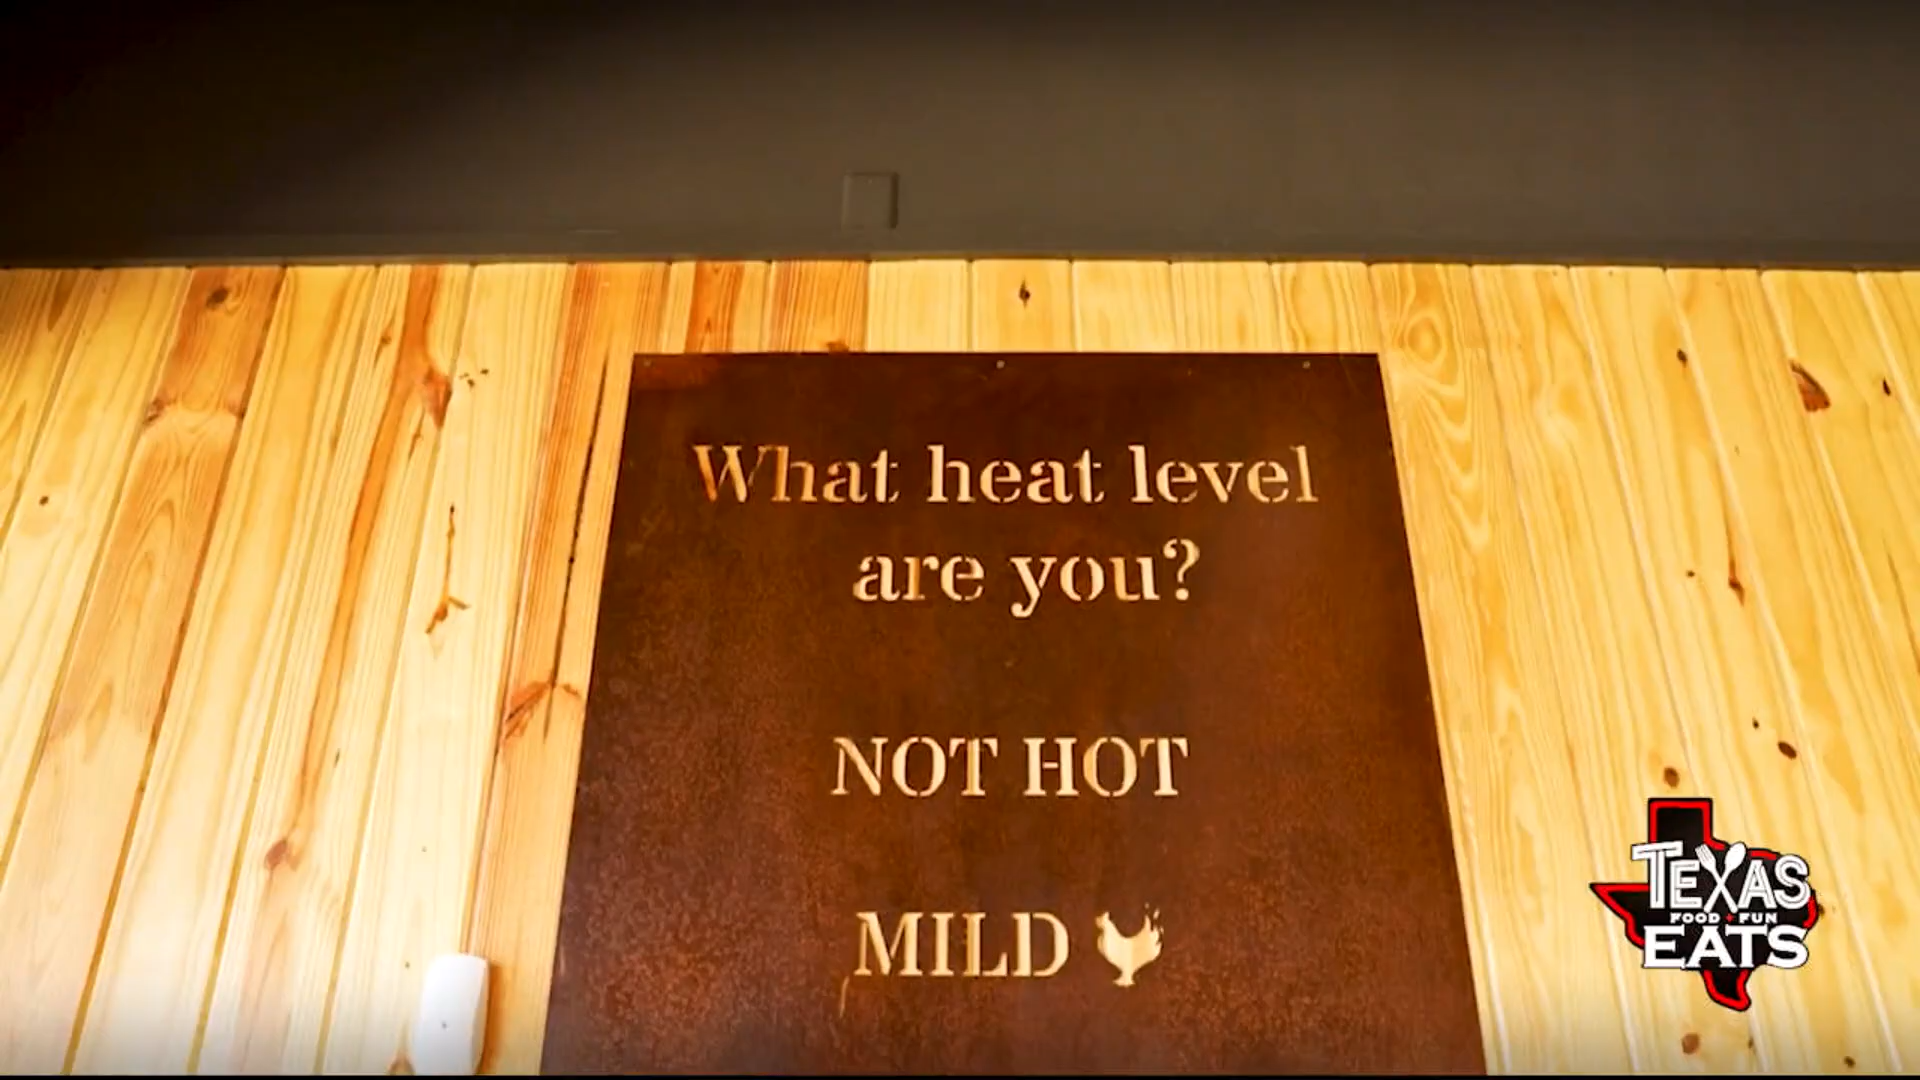 What heat level
are you?
NOT HOT
MILD
TEXAS
FOOD + FUN
EATS